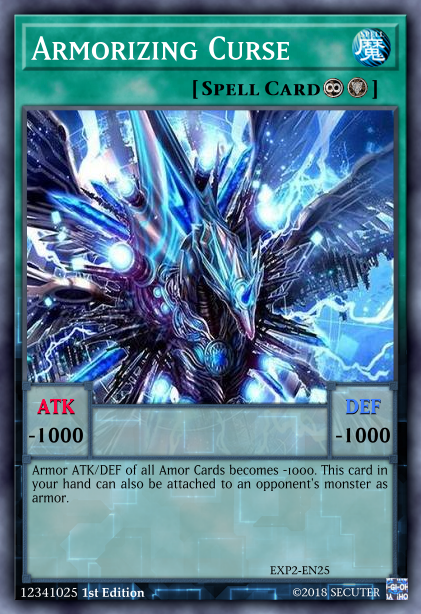 ARMORIZING CURSE 魔
[SPELL CARD]
ATK DEF
-1000 -1000
Armor ATK/DEF of all Amor Cards becomes -1000. This card in
your hand can also be attached to an opponent's monster as
armor.
EXP2-EN25
12341025 1st Edition ©2018 SECUTER